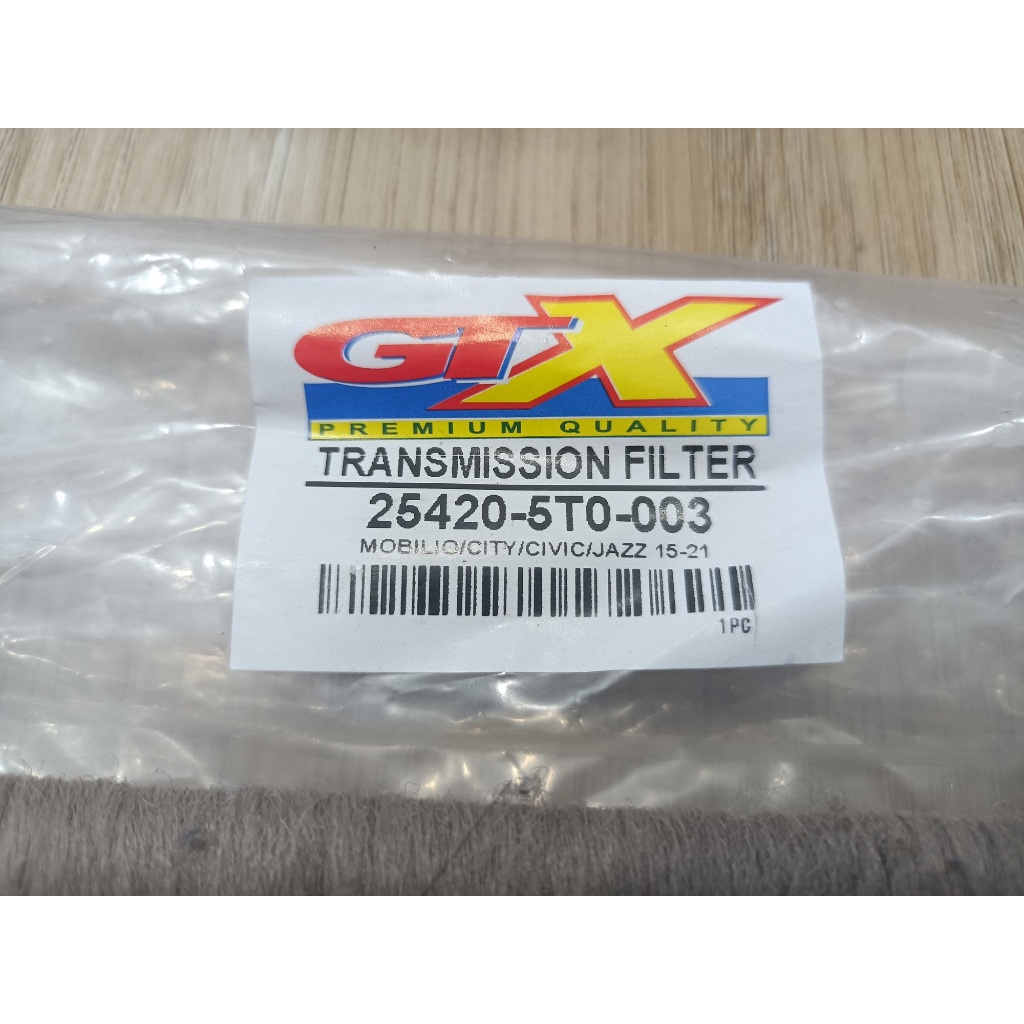 GTX
PREMIUM QUALITY
TRANSMISSION FILTER
25420-5T0-003
MOBILIO/CITY/CIVIC/JAZZ 15-21
1PC